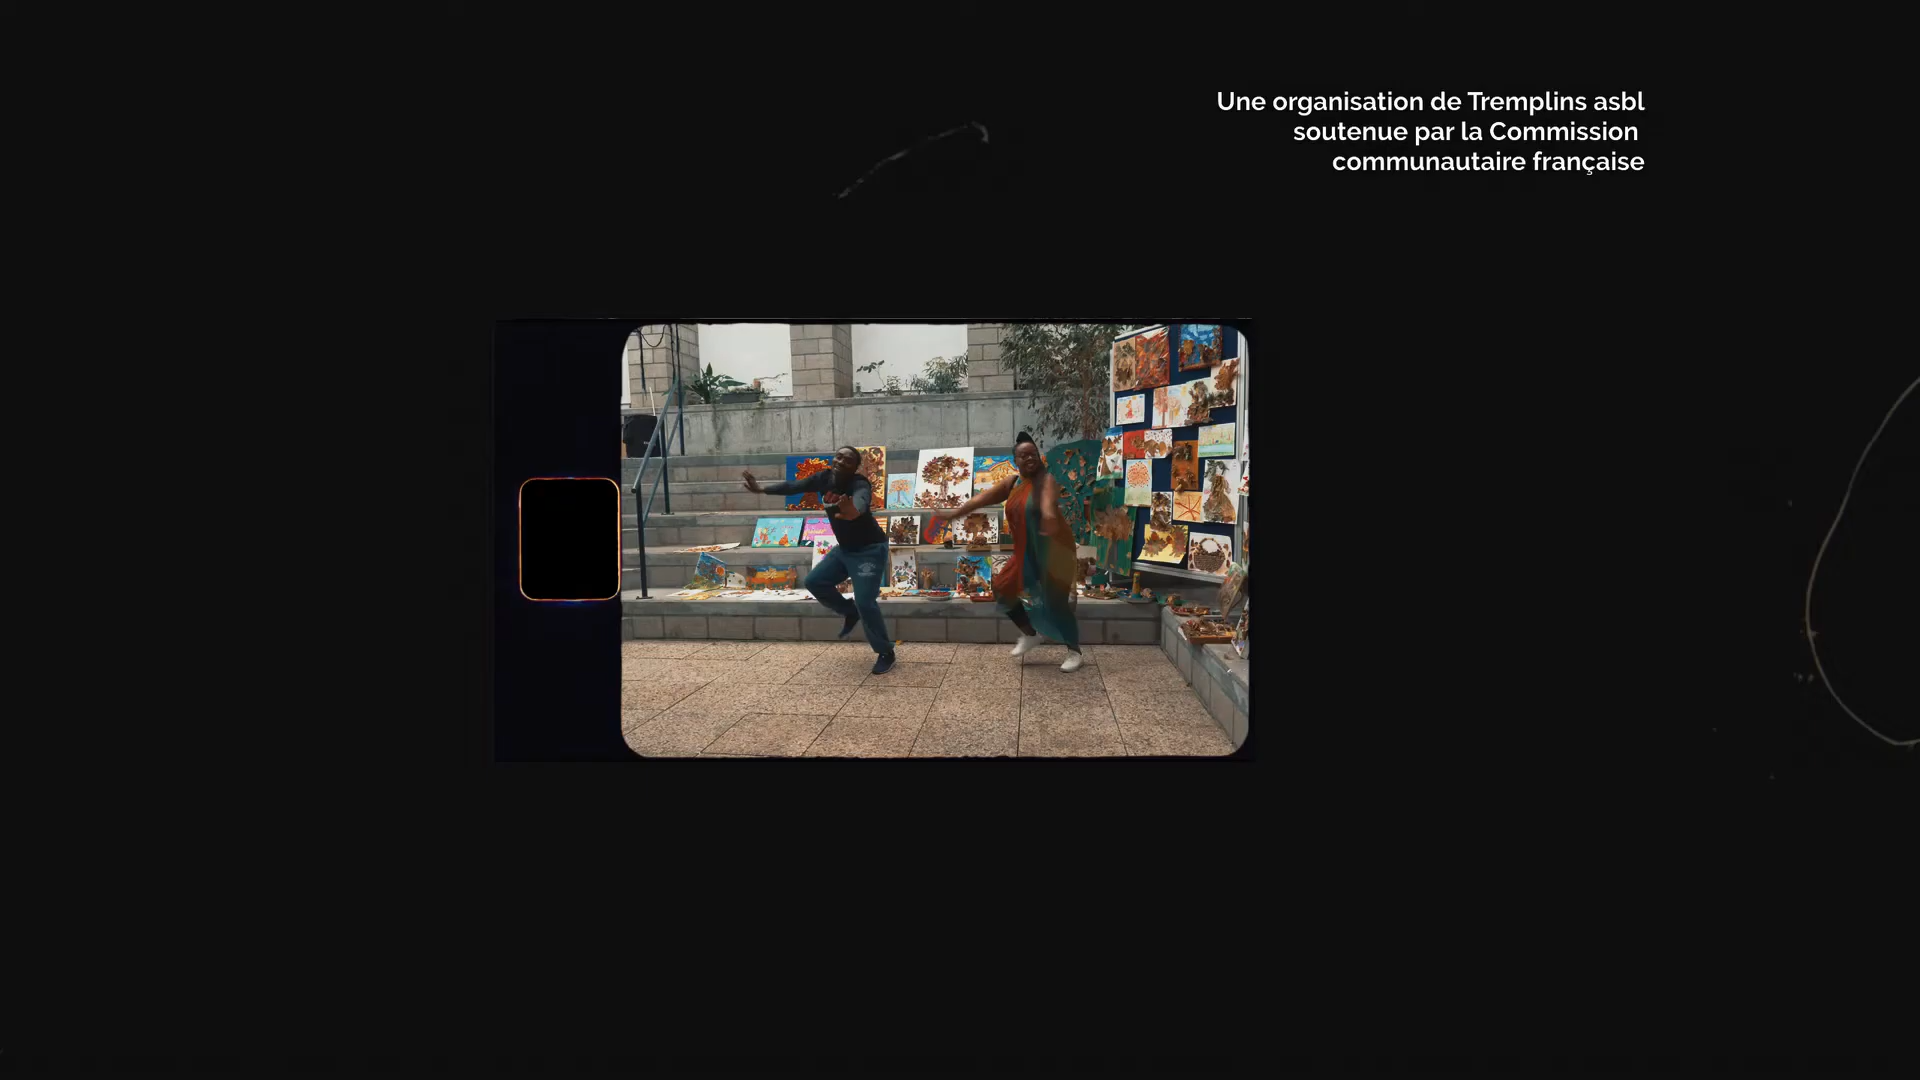 Une organisation de Tremplins asbl
soutenue par la Commission
communautaire française